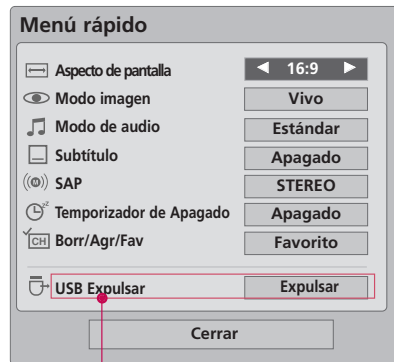 Menú rápido
Aspecto de pantalla ◀ 16:9 ▶
Modo imagen Vivo
Modo de audio Estándar
Subtítulo Apagado
SAP STEREO
Temporizador de Apagado Apagado
CH Borr/Agr/Fav Favorito
USB Expulsar Expulsar
Cerrar